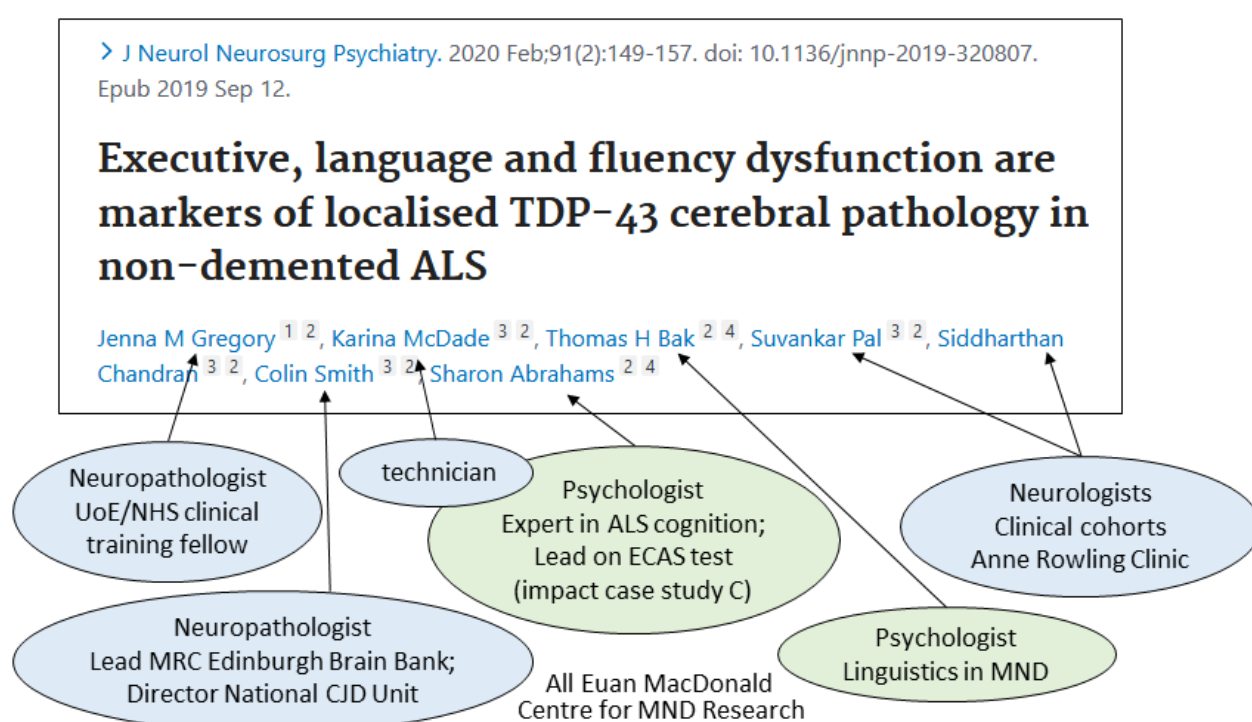 > J Neurol Neurosurg Psychiatry. 2020 Feb;91(2):149-157. doi: 10.1136/jnnp-2019-320807.
Epub 2019 Sep 12.
Executive, language and fluency dysfunction are
markers of localised TDP-43 cerebral pathology in
non-demented ALS
Jenna M Gregory 1 2, Karina McDade 3 2, Thomas H Bak 2 4, Suvankar Pal 3 2, Siddharthan
Chandran 3 2, Colin Smith 3 2, Sharon Abrahams 2 4
Neuropathologist
UoE/NHS clinical
training fellow
technician
Psychologist
Expert in ALS cognition;
Lead on ECAS test
(impact case study C)
Neurologists
Clinical cohorts
Anne Rowling Clinic
Neuropathologist
Lead MRC Edinburgh Brain Bank;
Director National CJD Unit
Psychologist
Linguistics in MND
All Euan MacDonald
Centre for MND Research